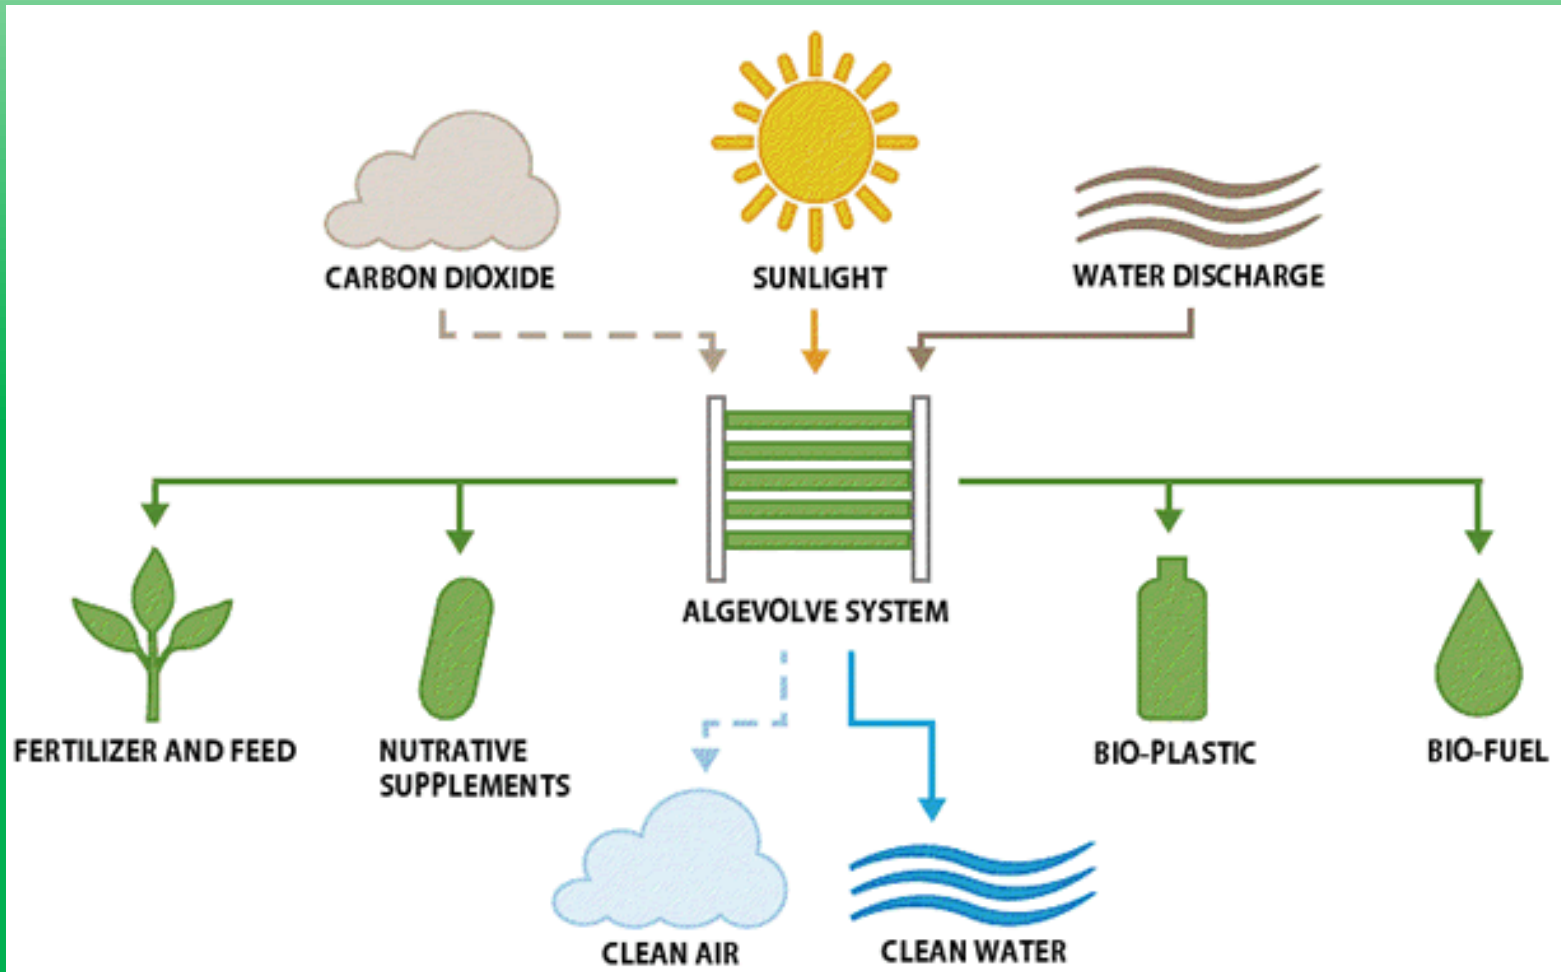 CARBON DIOXIDE
SUNLIGHT
WATER DISCHARGE
ALGEVOLVE SYSTEM
FERTILIZER AND FEED
NUTRATIVE
SUPPLEMENTS
BIO-PLASTIC
BIO-FUEL
CLEAN AIR
CLEAN WATER